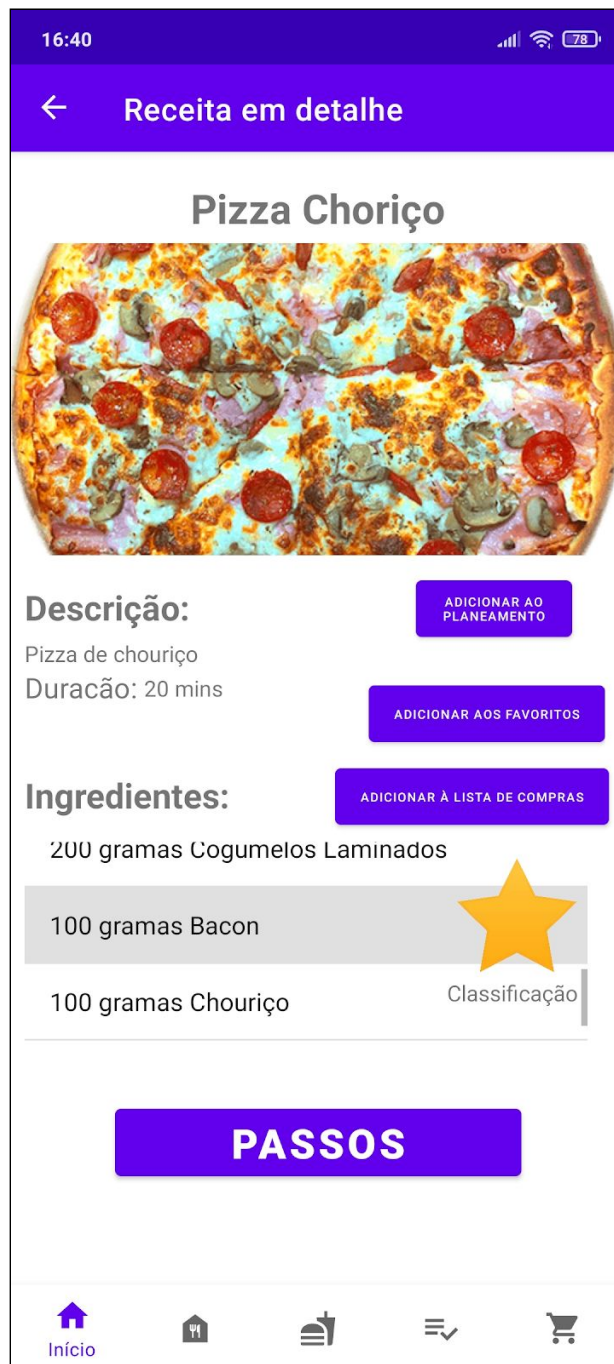 16:40
78
Receita em detalhe
Pizza Choriço
Descrição:
ADICIONAR AO
PLANEAMENTO
Pizza de chouriço
Duracão: 20 mins
ADICIONAR AOS FAVORITOS
Ingredientes:
ADICIONAR À LISTA DE COMPRAS
200 gramas Cogumelos Laminados
100 gramas Bacon
100 gramas Chouriço
Classificação
PASSOS
Início